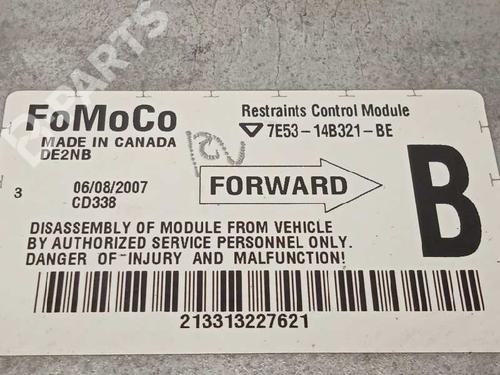 FoMoCo
MADE IN CANADA
DE2NB
Restraints Control Module
7E53-14B321-BE
3
06/08/2007
CD338
FORWARD
B
DISASSEMBLY OF MODULE FROM VEHICLE
BY AUTHORIZED SERVICE PERSONNEL ONLY.
DANGER OF INJURY AND MALFUNCTION!
213313227621